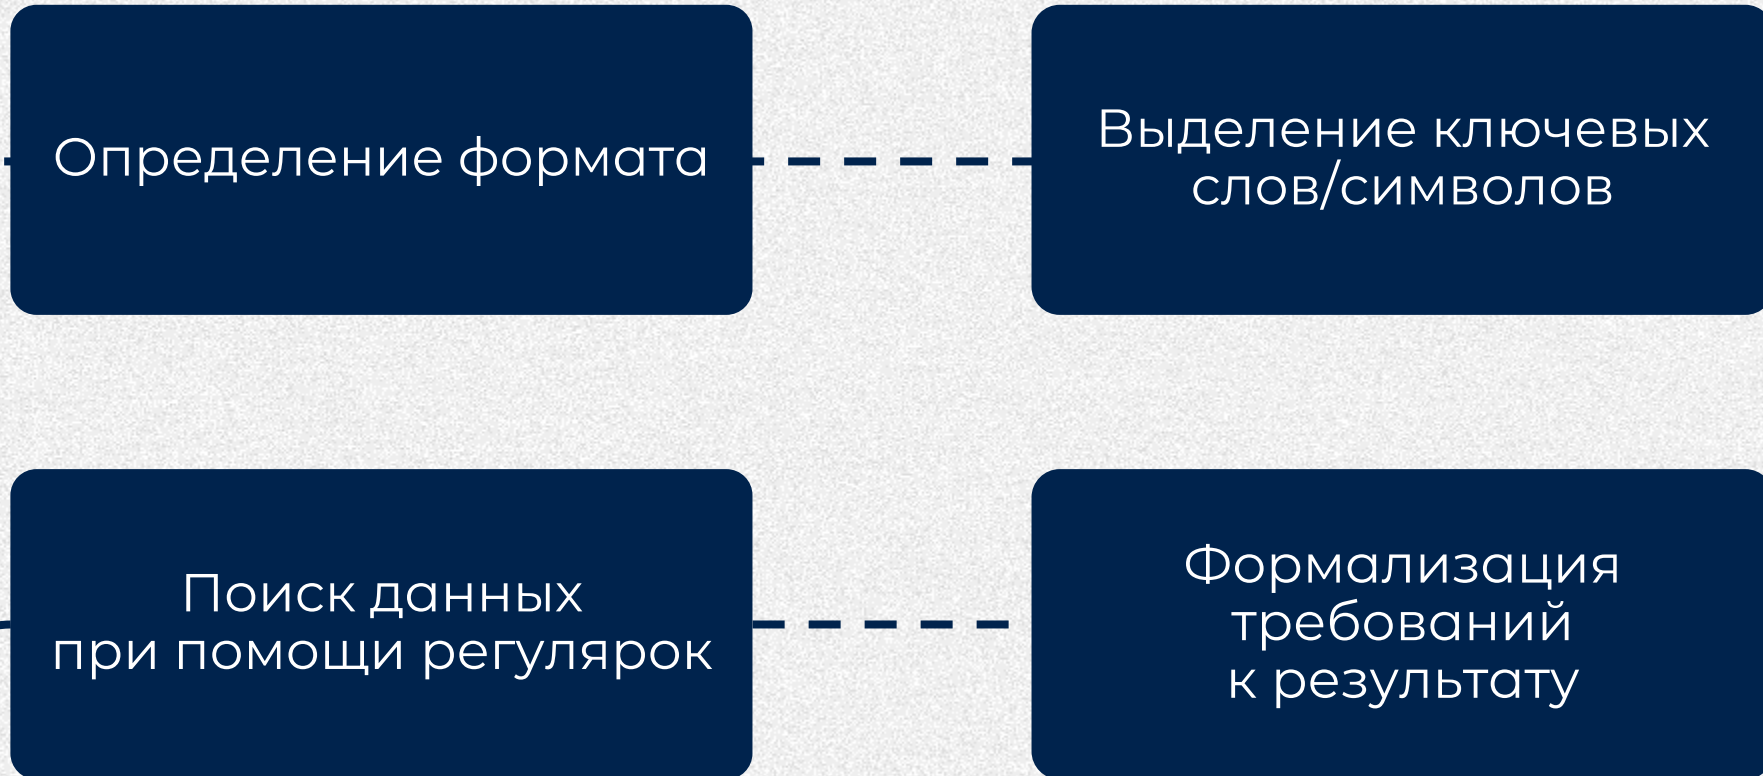 Определение формата
Выделение ключевых
слов/символов
Поиск данных
при помощи регулярок
Формализация
требований
к результату